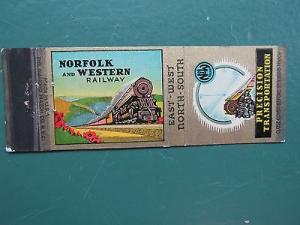 NORFOLK
AND WESTERN
RAILWAY
EAST-WEST
NORTH-SOUTH
PRECISION
TRANSPORTATION